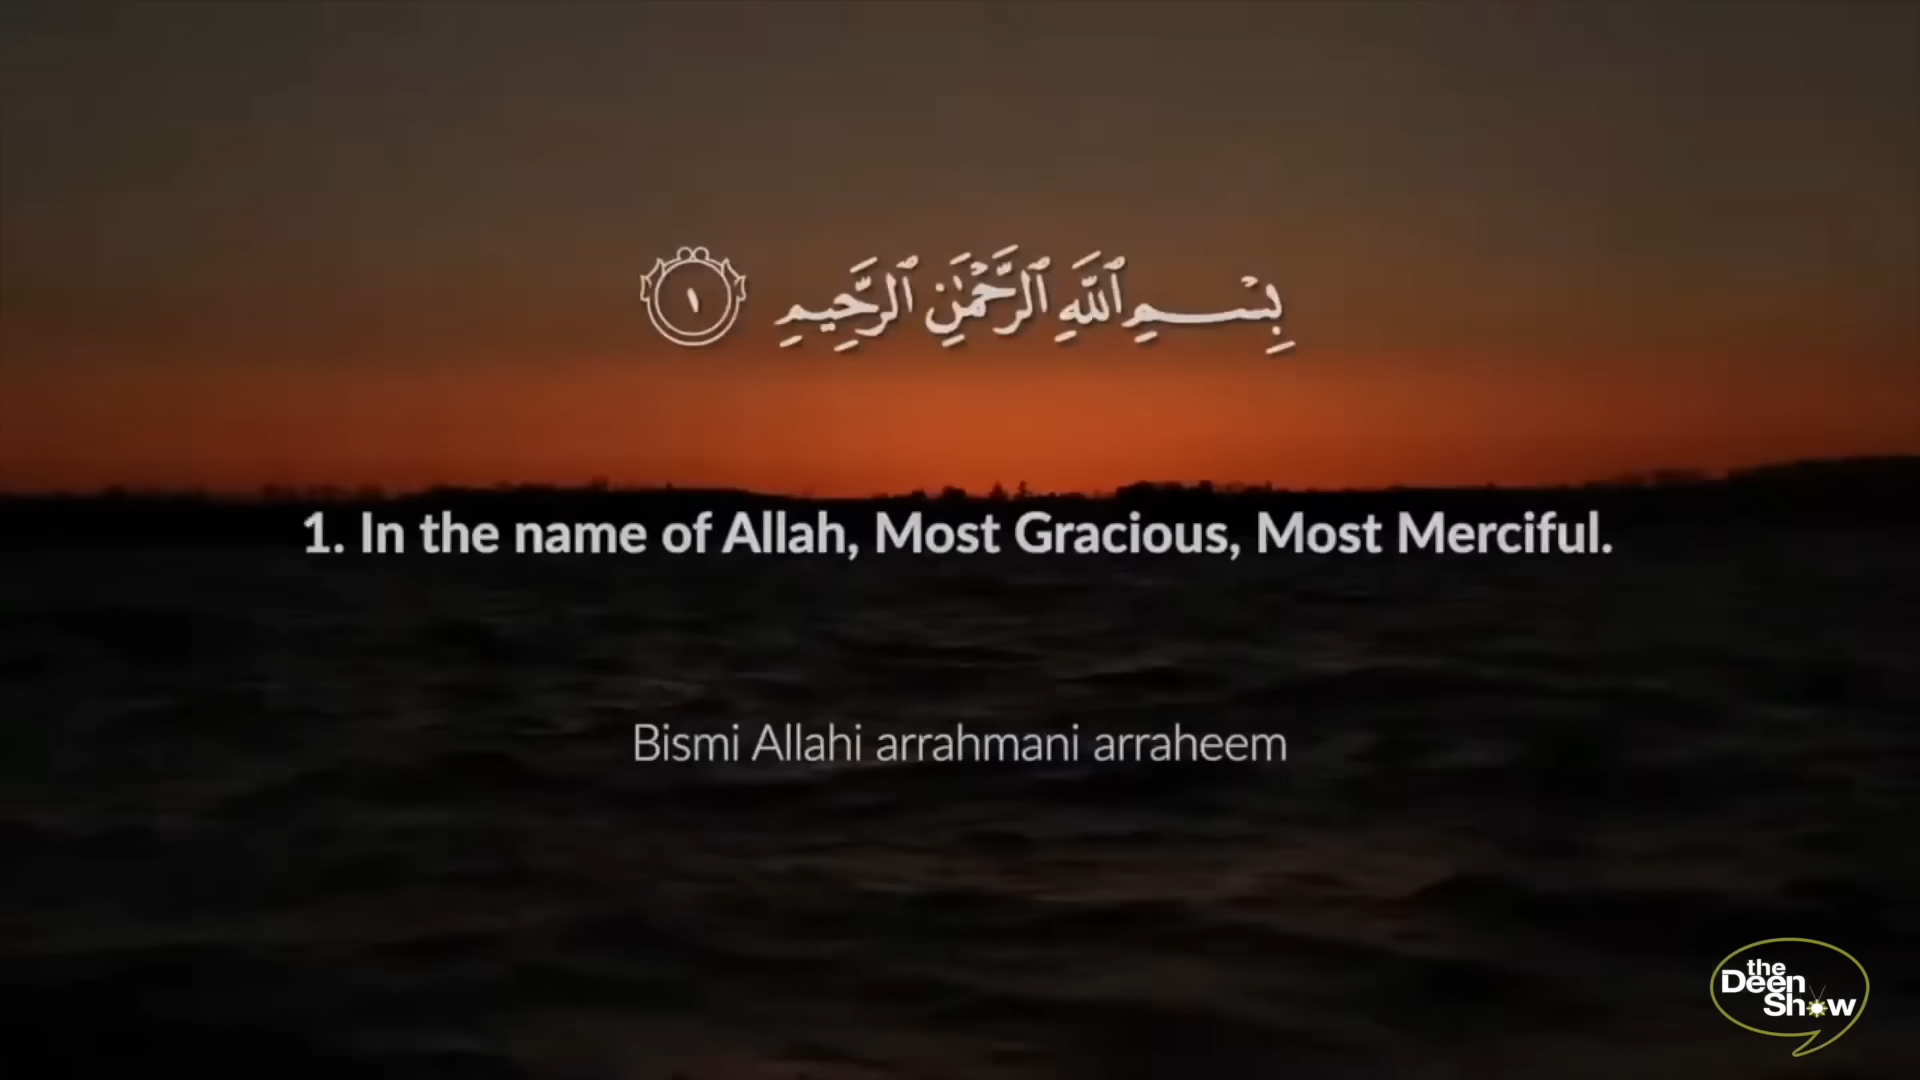 بِسْمِ ٱللَّهِ ٱلرَّحْمَٰنِ ٱلرَّحِيمِ ١
1. In the name of Allah, Most Gracious, Most Merciful.
Bismi Allahi arrahmani arraheem
the
Deen
Show